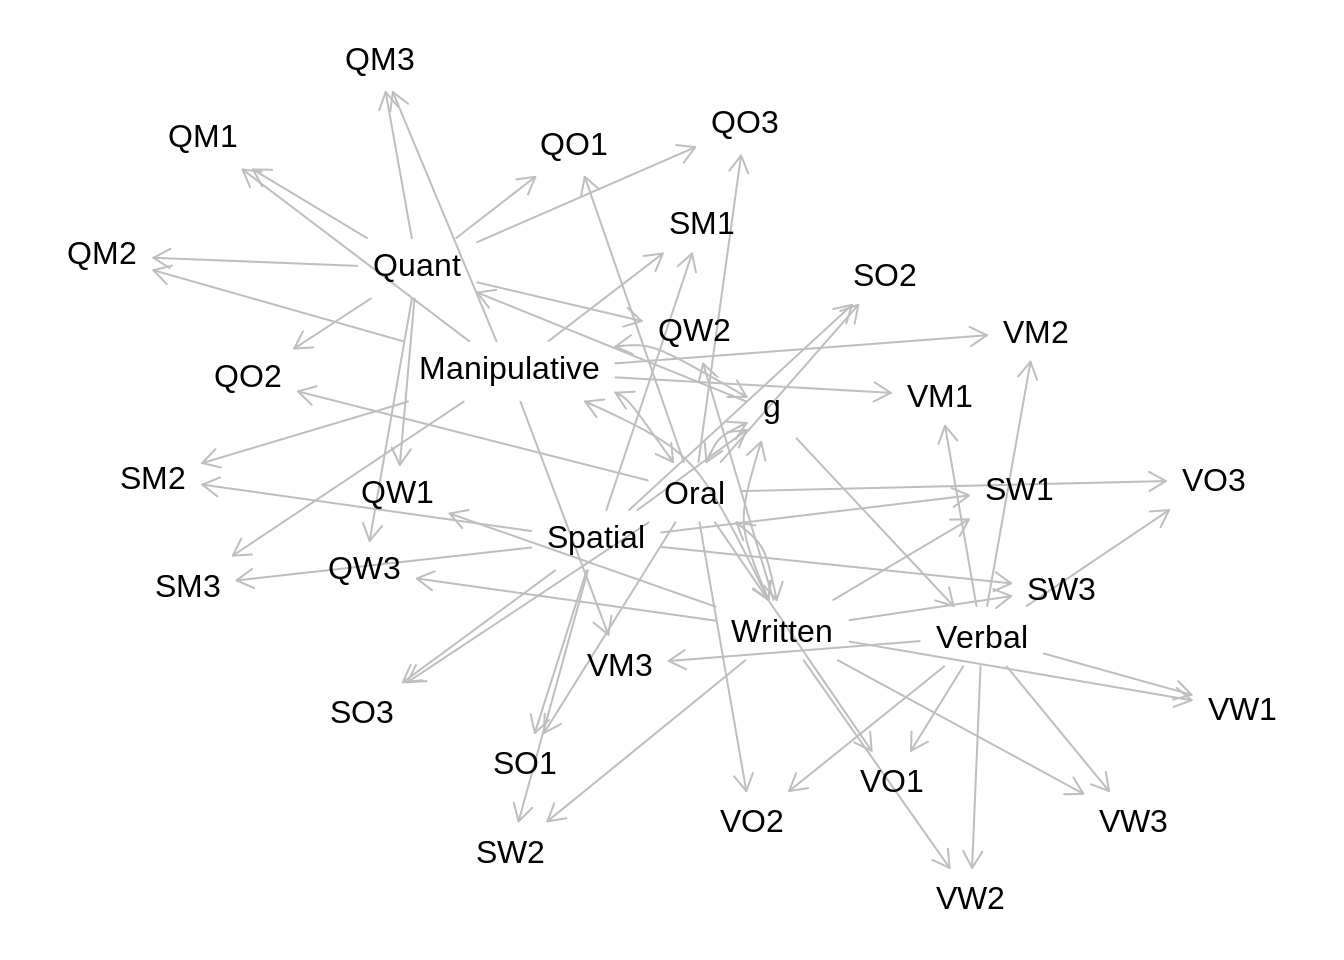 QM3
QO3
QM1
QO1
SM1
QM2
Quant
SO2
QW2
VM2
Manipulative
QO2
VM1
g
SM2
VO3
SW1
QW1
Oral
Spatial
QW3
SM3
SW3
Written
Verbal
VM3
VW1
SO3
SO1
VO1
VO2
VW3
SW2
VW2